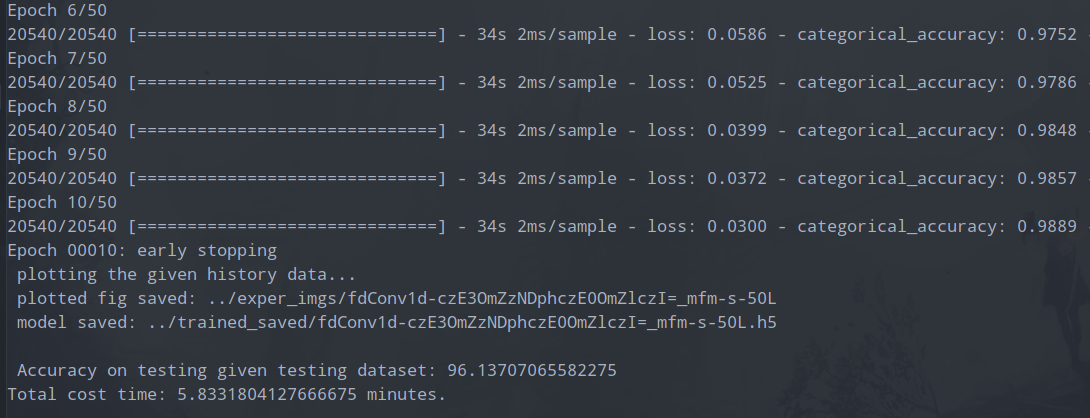 Epoch 6/50
20540/20540 [==============================] - 34s 2ms/sample - loss: 0.0586 - categorical_accuracy: 0.9752 -
Epoch 7/50
20540/20540 [==============================] - 34s 2ms/sample - loss: 0.0525 - categorical_accuracy: 0.9786 -
Epoch 8/50
20540/20540 [==============================] - 34s 2ms/sample - loss: 0.0399 - categorical_accuracy: 0.9848 -
Epoch 9/50
20540/20540 [==============================] - 34s 2ms/sample - loss: 0.0372 - categorical_accuracy: 0.9857 -
Epoch 10/50
20540/20540 [==============================] - 34s 2ms/sample - loss: 0.0300 - categorical_accuracy: 0.9889 -
Epoch 00010: early stopping
plotting the given history data...
plotted fig saved: ../exper_imgs/fdConv1d-czE3OmZzNDphczE0OmZlczI=_mfm-s-50L
model saved: ../trained_saved/fdConv1d-czE3OmZzNDphczE0OmZlczI=_mfm-s-50L.h5
Accuracy on testing given testing dataset: 96.13707065582275
Total cost time: 5.8331804127666675 minutes.